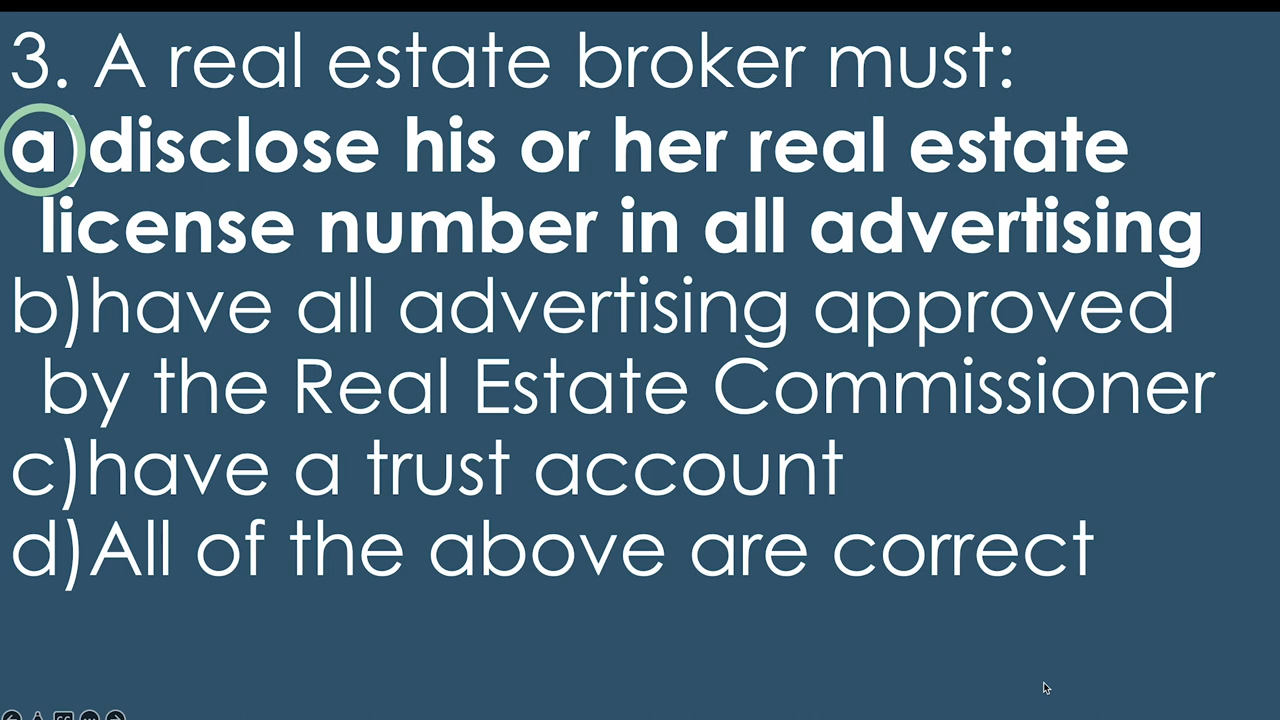 3. A real estate broker must:
a)disclose his or her real estate
license number in all advertising
b)have all advertising approved
by the Real Estate Commissioner
c)have a trust account
d)All of the above are correct